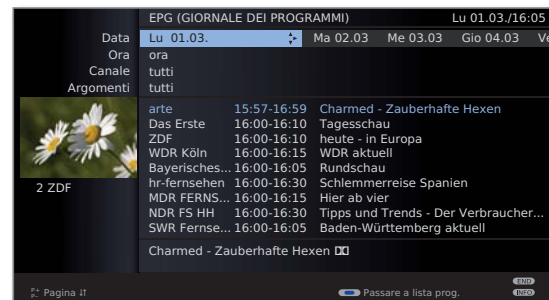 EPG (GIORNALE DEI PROGRAMMI) Lu 01.03./16:05
Data Lu 01.03. Ma 02.03 Me 03.03 Gio 04.03 Ve
Ora ora
Canale tutti
Argomenti tutti
arte 15:57-16:59 Charmed - Zauberhafte Hexen
Das Erste 16:00-16:10 Tagesschau
ZDF 16:00-16:10 heute - in Europa
WDR Köln 16:00-16:15 WDR aktuell
Bayerisches... 16:00-16:05 Rundschau
hr-fernsehen 16:00-16:30 Schlemmerreise Spanien
MDR FERNS... 16:00-16:15 Hier ab vier
NDR FS HH 16:00-16:30 Tipps und Trends - Der Verbraucher...
SWR Fernse... 16:00-16:05 Baden-Württemberg aktuell
2 ZDF
Charmed - Zauberhafte Hexen
END
P+ P- Pagina Passare a lista prog. INFO